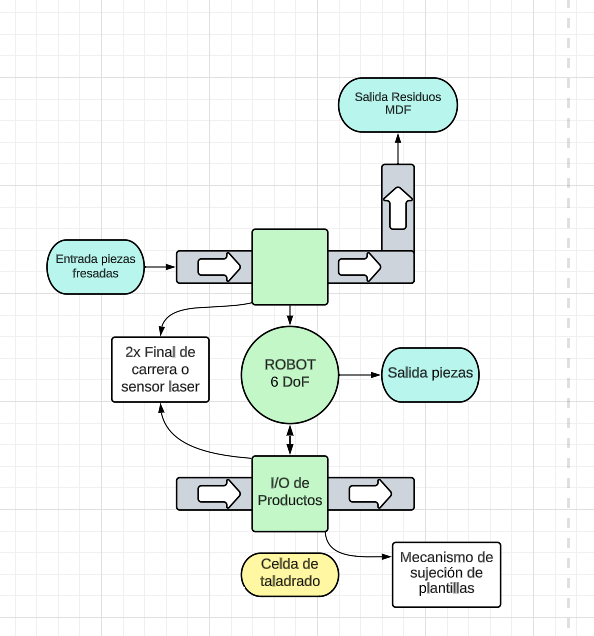 Salida Residuos
MDF
Entrada piezas
fresadas
2x Final de
carrera o
sensor laser
ROBOT
6 DoF
Salida piezas
I/O de
Productos
Celda de
taladrado
Mecanismo de
sujeción de
plantillas